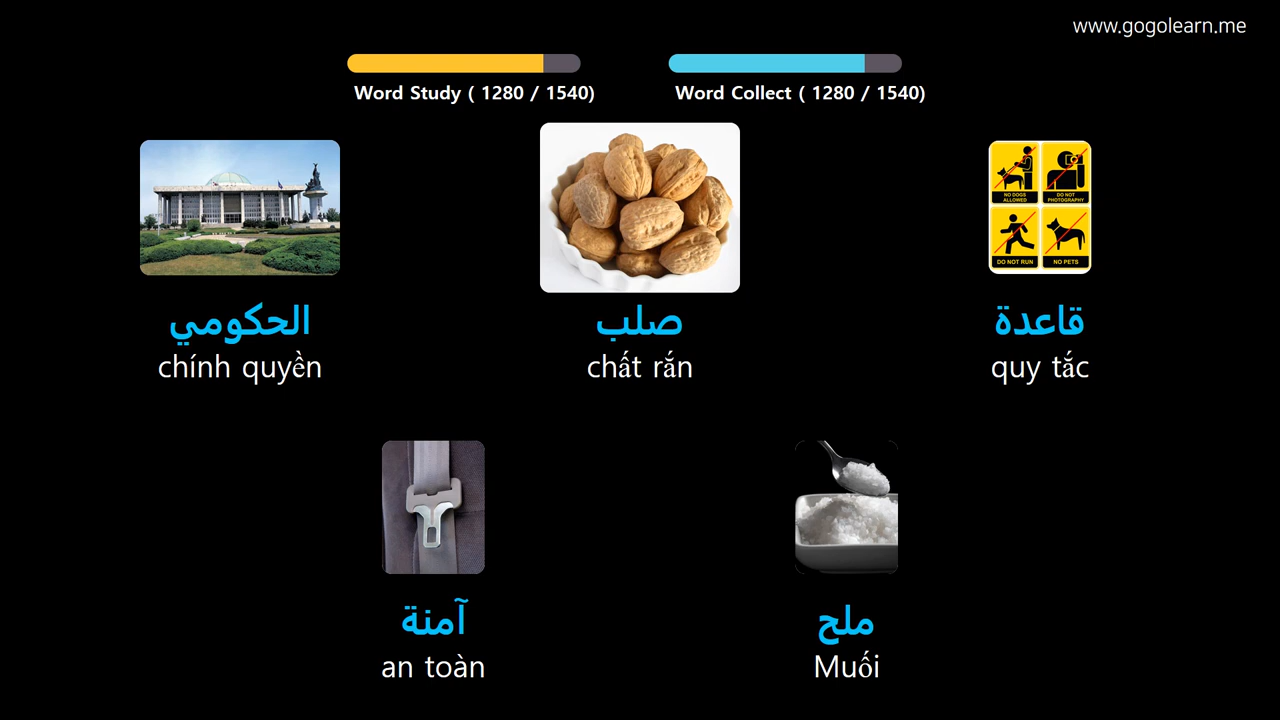 www.gogolearn.me
Word Study ( 1280 / 1540)
Word Collect ( 1280 / 1540)
NO DOGS
ALLOWED
DO NOT
PHOTOGRAPHY
DO NOT RUN
NO PETS
الحكومي
chính quyền
صلب
chất rắn
قاعدة
quy tắc
آمنة
an toàn
ملح
Muối